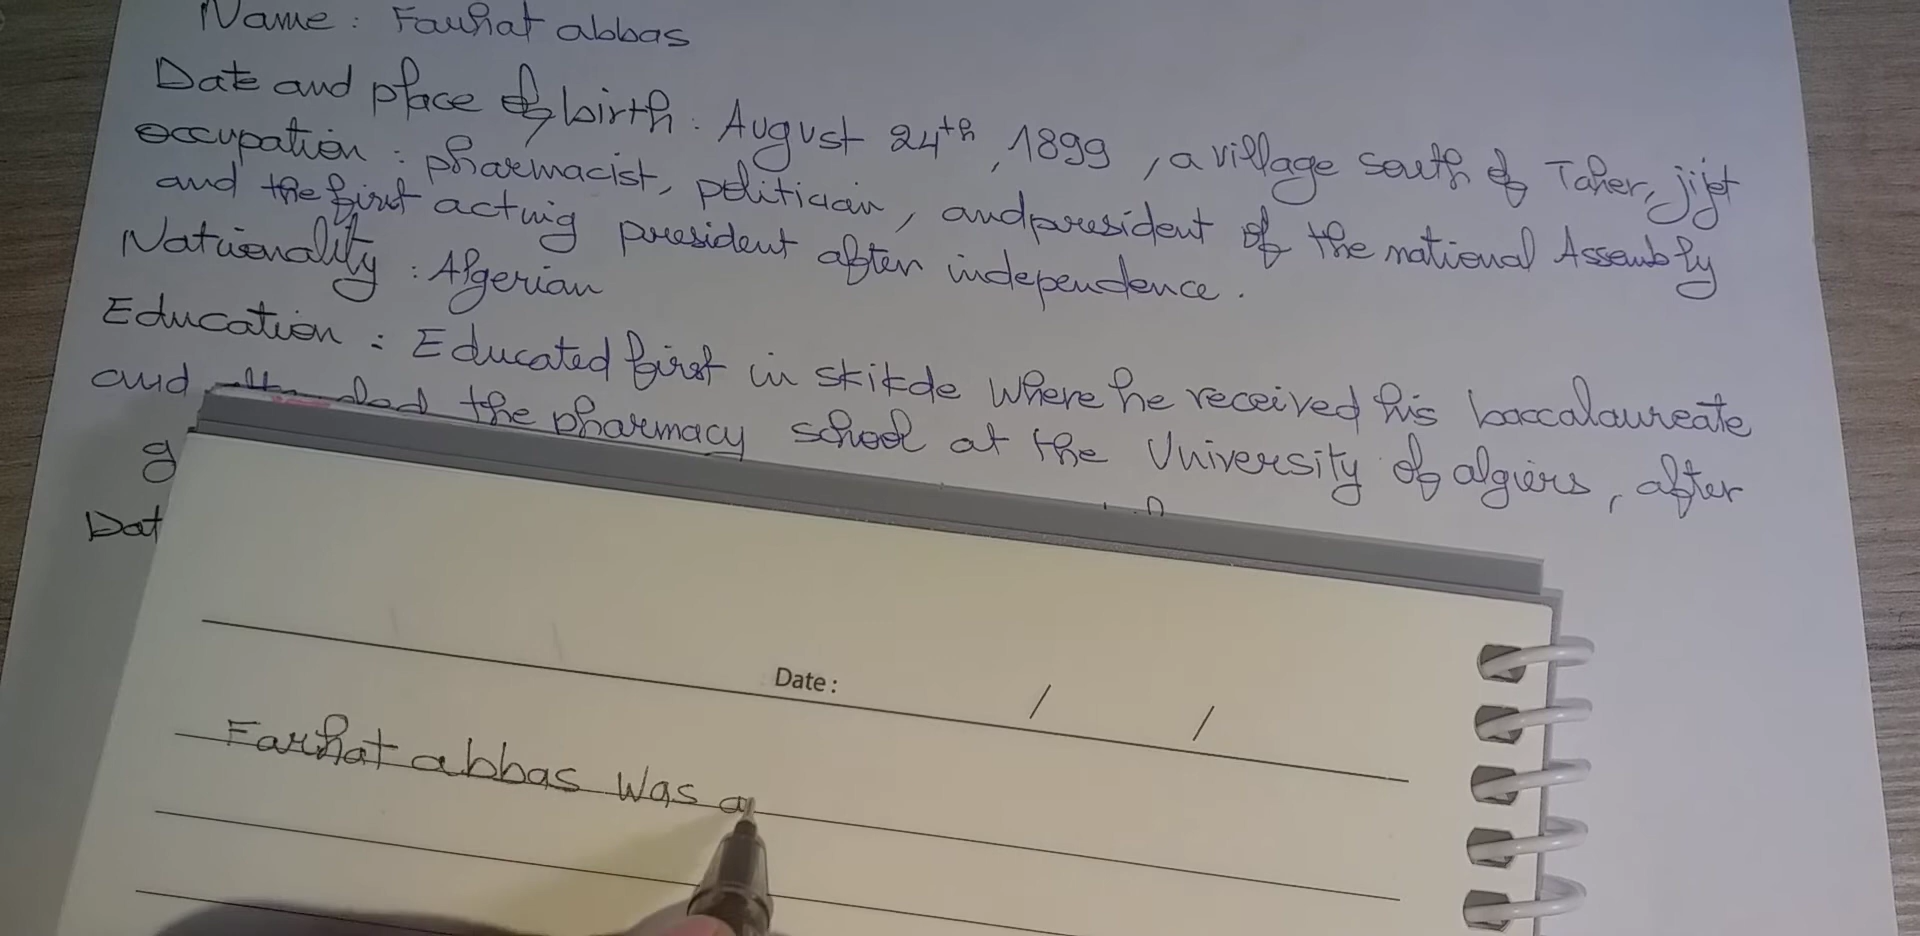 Name : Farhat abbas
Date and place of birth : August 24th, 1899, a village south of Taher, jijel
occupation : pharmacist, politician, and president of the national Assembly
and the first acting president after independence.
Nationality : Algerian
Education : Educated first in skikda where he received his baccalaureate
and the pharmacy school at the University of algiers, after
g
Dat
Date : / /
Farhat abbas was a